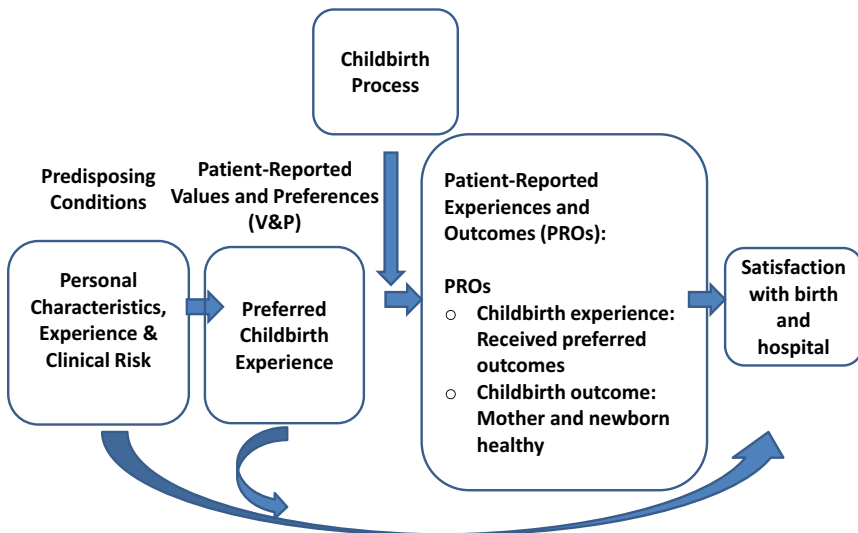 Childbirth
Process
Predisposing
Conditions
Patient-Reported
Values and Preferences
(V&P)
Personal
Characteristics,
Experience &
Clinical Risk
Preferred
Childbirth
Experience
Patient-Reported
Experiences and
Outcomes (PROs):
PROs
o Childbirth experience:
Received preferred
outcomes
o Childbirth outcome:
Mother and newborn
healthy
Satisfaction
with birth
and
hospital